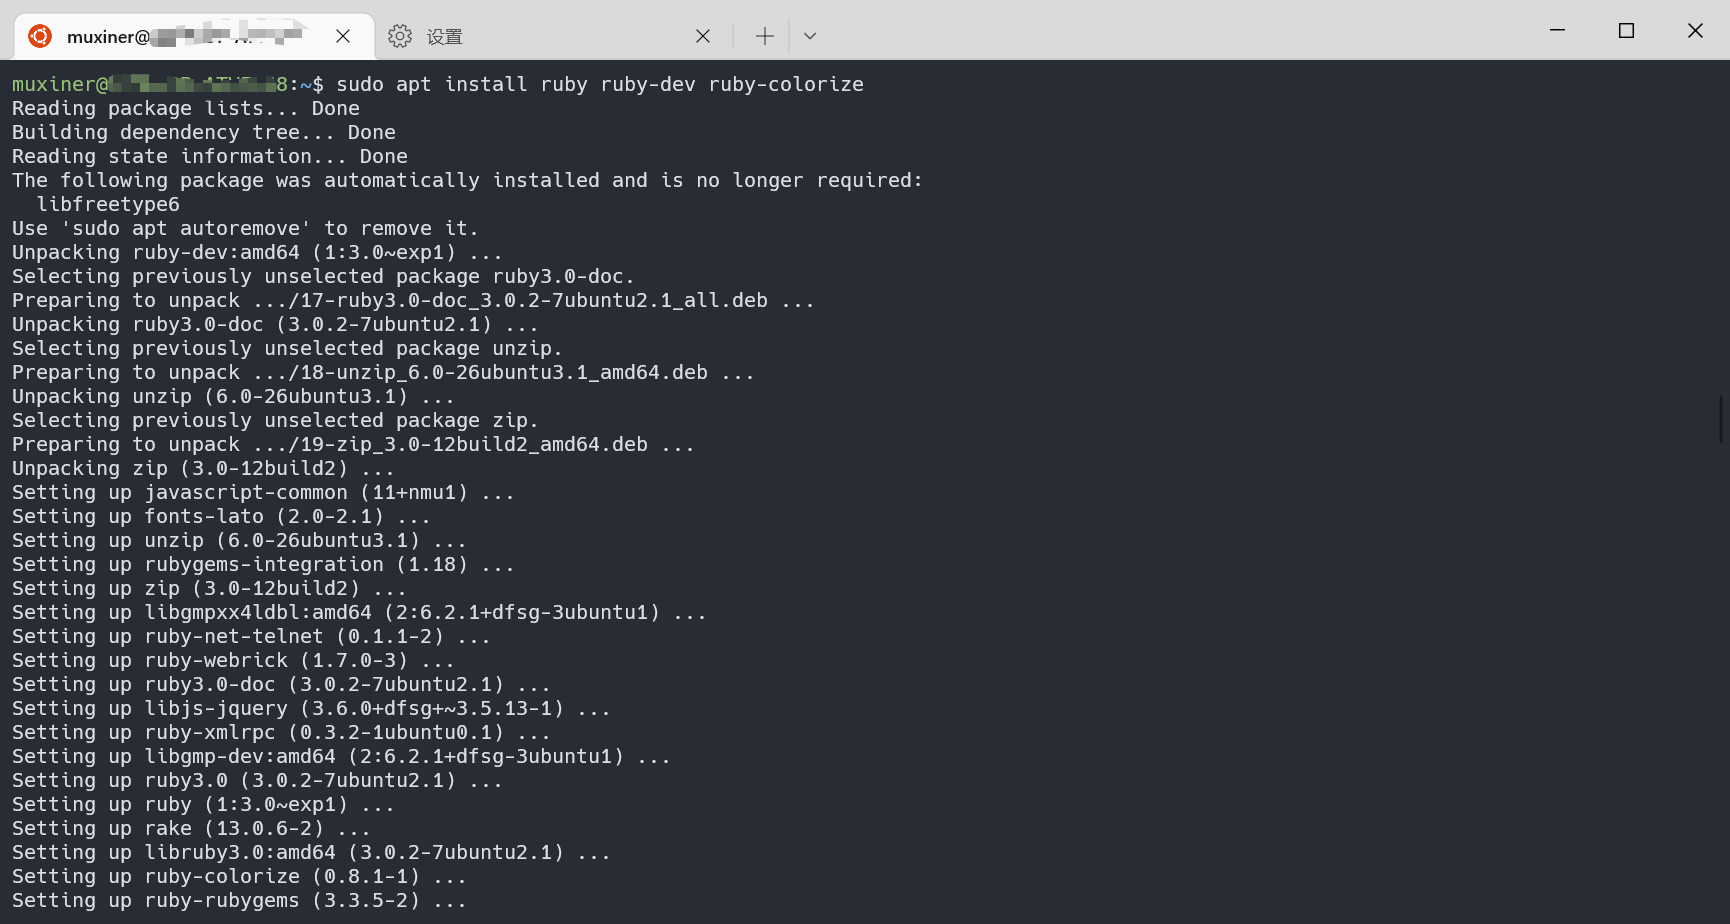 muxiner@
设置
muxiner@ 8:~$ sudo apt install ruby ruby-dev ruby-colorize
Reading package lists... Done
Building dependency tree... Done
Reading state information... Done
The following package was automatically installed and is no longer required:
  libfreetype6
Use 'sudo apt autoremove' to remove it.
Unpacking ruby-dev:amd64 (1:3.0~exp1) ...
Selecting previously unselected package ruby3.0-doc.
Preparing to unpack .../17-ruby3.0-doc_3.0.2-7ubuntu2.1_all.deb ...
Unpacking ruby3.0-doc (3.0.2-7ubuntu2.1) ...
Selecting previously unselected package unzip.
Preparing to unpack .../18-unzip_6.0-26ubuntu3.1_amd64.deb ...
Unpacking unzip (6.0-26ubuntu3.1) ...
Selecting previously unselected package zip.
Preparing to unpack .../19-zip_3.0-12build2_amd64.deb ...
Unpacking zip (3.0-12build2) ...
Setting up javascript-common (11+nmu1) ...
Setting up fonts-lato (2.0-2.1) ...
Setting up unzip (6.0-26ubuntu3.1) ...
Setting up rubygems-integration (1.18) ...
Setting up zip (3.0-12build2) ...
Setting up libgmpxx4ldbl:amd64 (2:6.2.1+dfsg-3ubuntu1) ...
Setting up ruby-net-telnet (0.1.1-2) ...
Setting up ruby-webrick (1.7.0-3) ...
Setting up ruby3.0-doc (3.0.2-7ubuntu2.1) ...
Setting up libjs-jquery (3.6.0+dfsg+~3.5.13-1) ...
Setting up ruby-xmlrpc (0.3.2-1ubuntu0.1) ...
Setting up libgmp-dev:amd64 (2:6.2.1+dfsg-3ubuntu1) ...
Setting up ruby3.0 (3.0.2-7ubuntu2.1) ...
Setting up ruby (1:3.0~exp1) ...
Setting up rake (13.0.6-2) ...
Setting up libruby3.0:amd64 (3.0.2-7ubuntu2.1) ...
Setting up ruby-colorize (0.8.1-1) ...
Setting up ruby-rubygems (3.3.5-2) ...